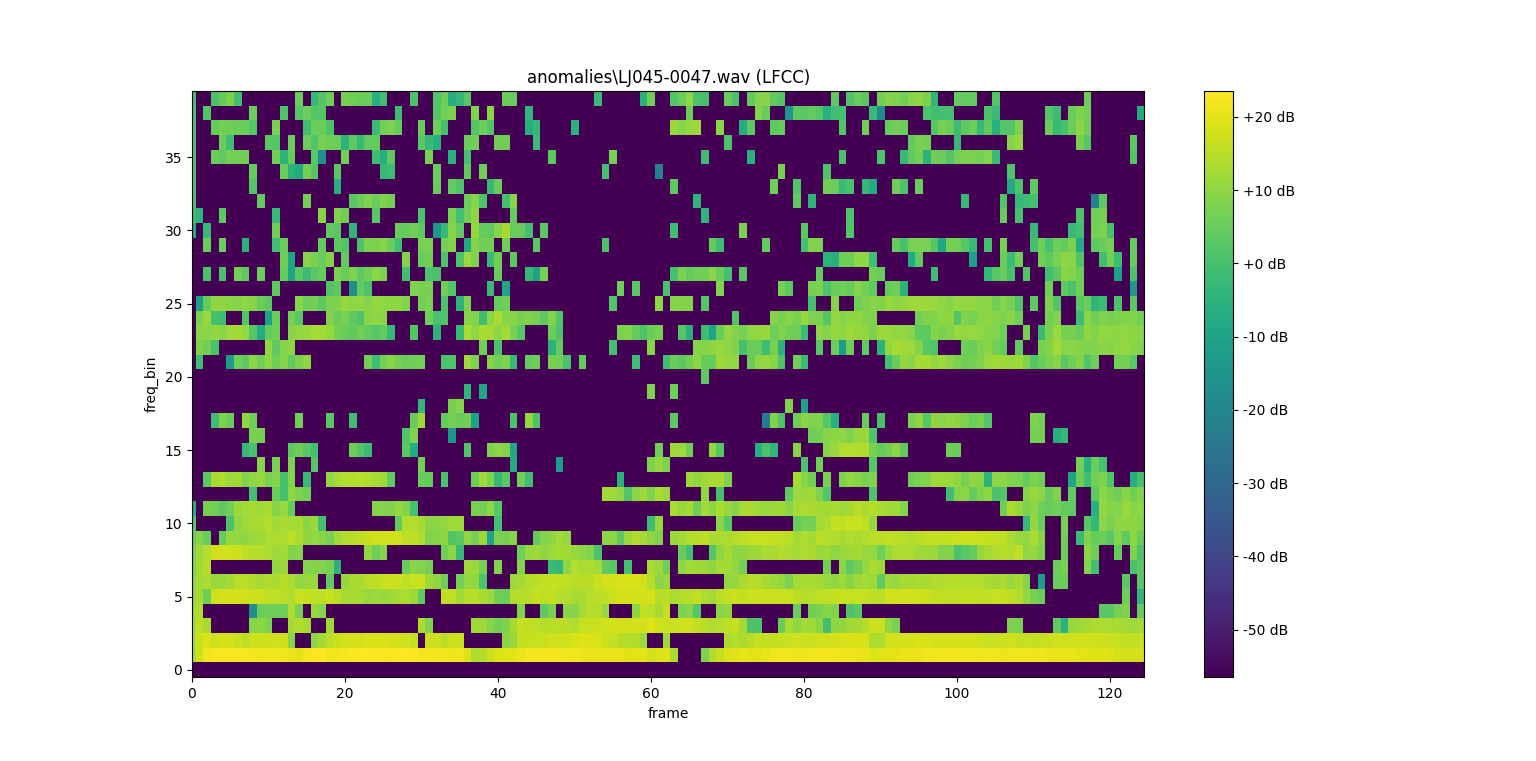 anomalies\LJ045-0047.wav (LFCC)
freq_bin
35
30
25
20
15
10
5
0
0 20 40 60 80 100 120
frame
+20 dB
+10 dB
+0 dB
-10 dB
-20 dB
-30 dB
-40 dB
-50 dB